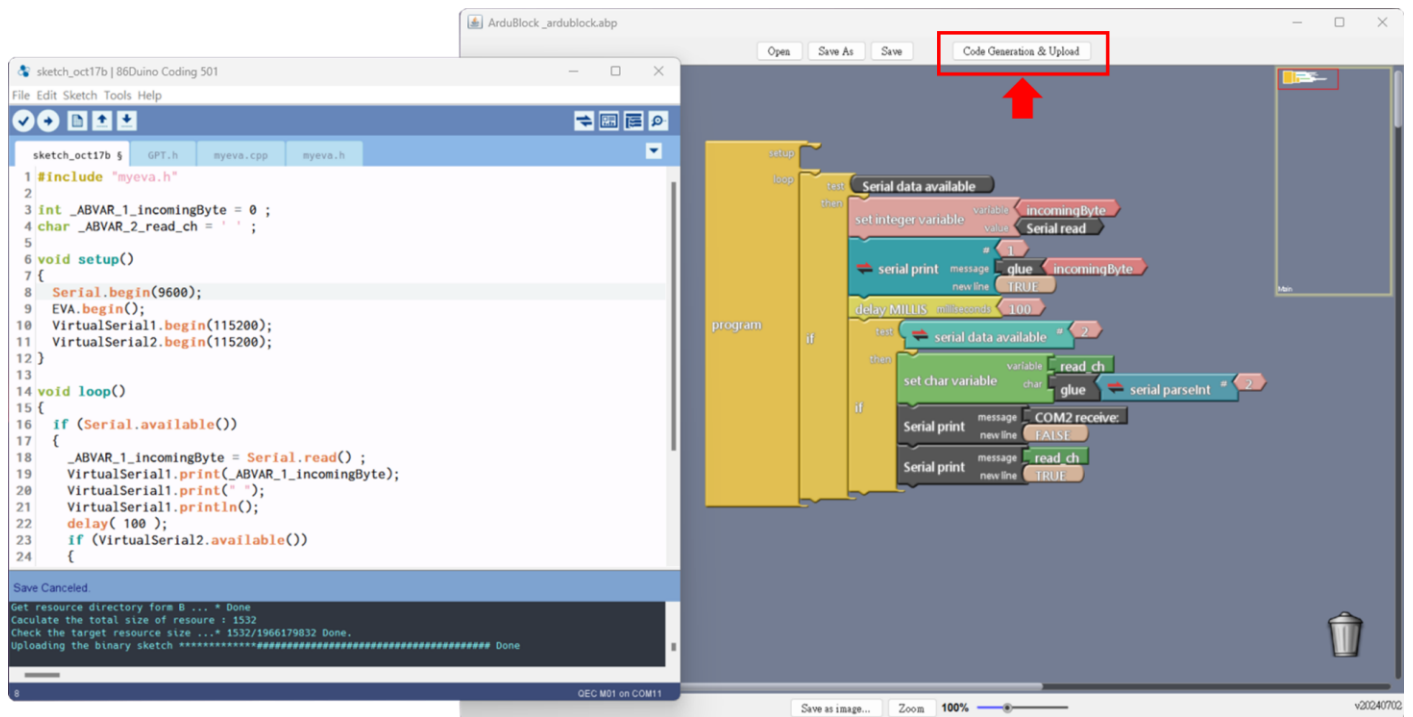 ArduBlock _ardublock.abp
Open Save As Save Code Generation & Upload
sketch_oct17b | 86Duino Coding 501
File Edit Sketch Tools Help
sketch_oct17b § GPT.h myeva.cpp myeva.h
1 #include "myeva.h"
2
3 int _ABVAR_1_incomingByte = 0 ;
4 char _ABVAR_2_read_ch = ' ' ;
5
6 void setup()
7 {
8 Serial.begin(9600);
9 EVA.begin();
10 VirtualSerial1.begin(115200);
11 VirtualSerial2.begin(115200);
12 }
13
14 void loop()
15 {
16 if (Serial.available())
17 {
18 _ABVAR_1_incomingByte = Serial.read() ;
19 VirtualSerial1.print(_ABVAR_1_incomingByte);
20 VirtualSerial1.print(" ");
21 VirtualSerial1.println();
22 delay( 100 );
23 if (VirtualSerial2.available())
24 {
Save Canceled.
Get resource directory form B ... * Done
Caculate the total size of resoure : 1532
Check the target resource size ...* 1532/1966179832 Done.
Uploading the binary sketch *************####################################### Done
8 QEC M01 on COM11
program
setup
loop
if
test Serial data available
then
set integer variable
variable incomingByte
value Serial read
serial print
# 1
message glue incomingByte
new line TRUE
delay MILLIS milliseconds 100
if
test serial data available # 2
then
set char variable
variable read_ch
char glue serial parseInt # 2
Serial print
message COM2 receive:
new line FALSE
Serial print
message read_ch
new line TRUE
Main
Save as image... Zoom 100%
v20240702